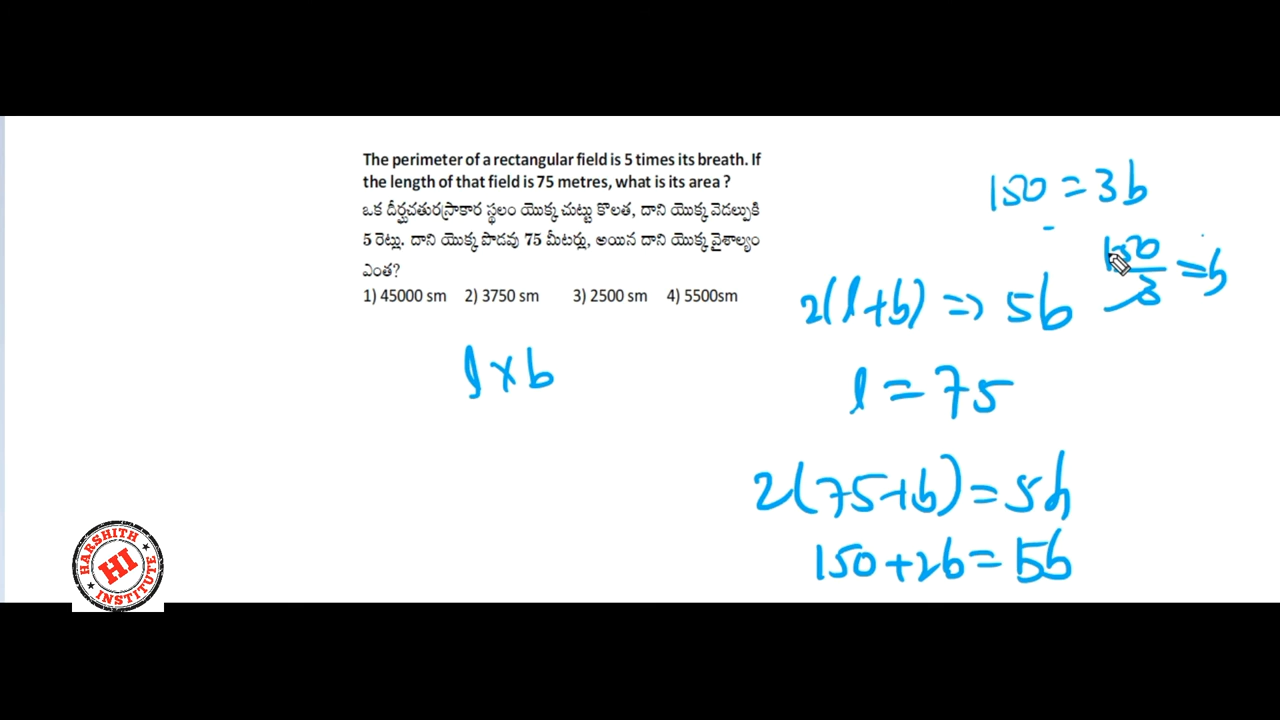 The perimeter of a rectangular field is 5 times its breath. If
the length of that field is 75 metres, what is its area ?
ఒక దీర్ఘచతురస్రాకార స్థలం యొక్క చుట్టు కొలత, దాని యొక్క వెడల్పుకి
5 రెట్లు. దాని యొక్క పొడవు 75 మీటర్లు, అయిన దాని యొక్క వైశాల్యం
ఎంత?
1) 45000 sm 2) 3750 sm 3) 2500 sm 4) 5500sm
l × b
150 = 3b
150/3 = b
2(l+b) => 5b
l = 75
2(75+b) = 5b
150+2b = 5b
HARSHITH
HI
INSTITUTE